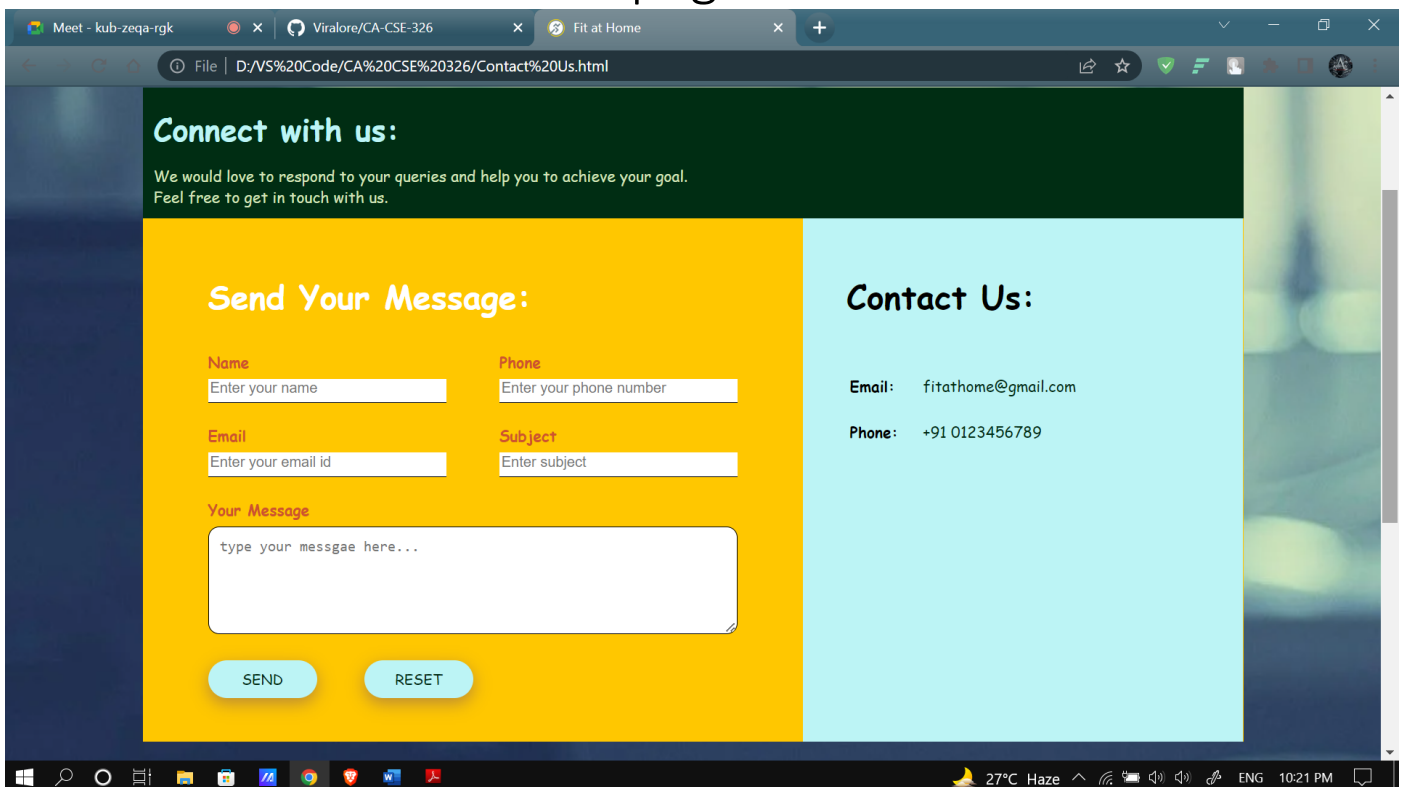 Meet - kub-zeqa-rgk
Viralore/CA-CSE-326
Fit at Home
File | D:/VS%20Code/CA%20CSE%20326/Contact%20Us.html
Connect with us:
We would love to respond to your queries and help you to achieve your goal.
Feel free to get in touch with us.
Send Your Message:
Name
Phone
Enter your name
Enter your phone number
Email
Subject
Enter your email id
Enter subject
Your Message
type your messgae here...
SEND
RESET
Contact Us:
Email: fitathome@gmail.com
Phone: +91 0123456789
27°C Haze
ENG
10:21 PM